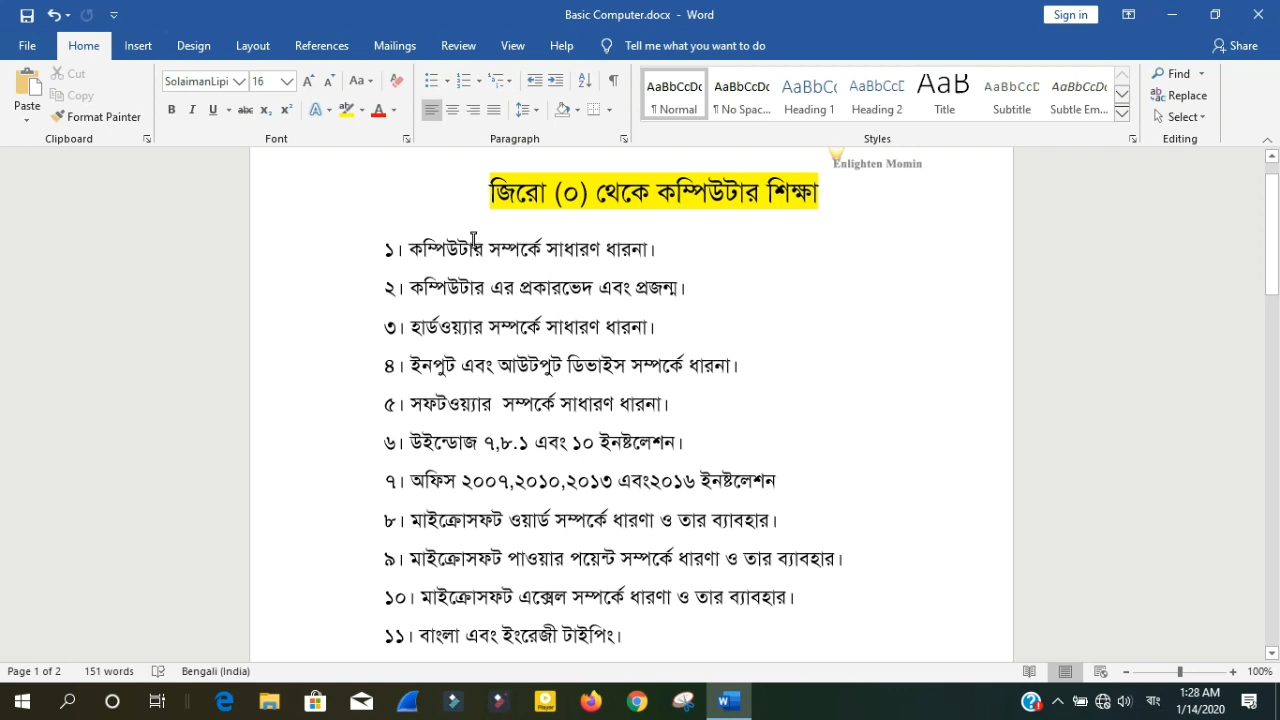 Basic Computer.docx - Word
Sign in
File Home Insert Design Layout References Mailings Review View Help Tell me what you want to do Share
Paste
Cut
Copy
Format Painter
Clipboard
SolaimanLipi 16
Font
Paragraph
AaBbCcDc AaBbCcDc AaBbCc AaBbCcD AaB AaBbCcDc AaBbCcDc
¶ Normal ¶ No Spac... Heading 1 Heading 2 Title Subtitle Subtle Em...
Styles
Find
Replace
Select
Editing
Enlighten Momin
জিরো (০) থেকে কম্পিউটার শিক্ষা
১। কম্পিউটার সম্পর্কে সাধারণ ধারনা।
২। কম্পিউটার এর প্রকারভেদ এবং প্রজন্ম।
৩। হার্ডওয়্যার সম্পর্কে সাধারণ ধারনা।
৪। ইনপুট এবং আউটপুট ডিভাইস সম্পর্কে ধারনা।
৫। সফটওয়্যার সম্পর্কে সাধারণ ধারনা।
৬। উইন্ডোজ ৭,৮.১ এবং ১০ ইনষ্টলেশন।
৭। অফিস ২০০৭,২০১০,২০১৩ এবং২০১৬ ইনষ্টলেশন
৮। মাইক্রোসফট ওয়ার্ড সম্পর্কে ধারণা ও তার ব্যাবহার।
৯। মাইক্রোসফট পাওয়ার পয়েন্ট সম্পর্কে ধারণা ও তার ব্যাবহার।
১০। মাইক্রোসফট এক্সেল সম্পর্কে ধারণা ও তার ব্যাবহার।
১১। বাংলা এবং ইংরেজী টাইপিং।
Page 1 of 2 151 words Bengali (India) 100%
বাং 1:28 AM
1/14/2020